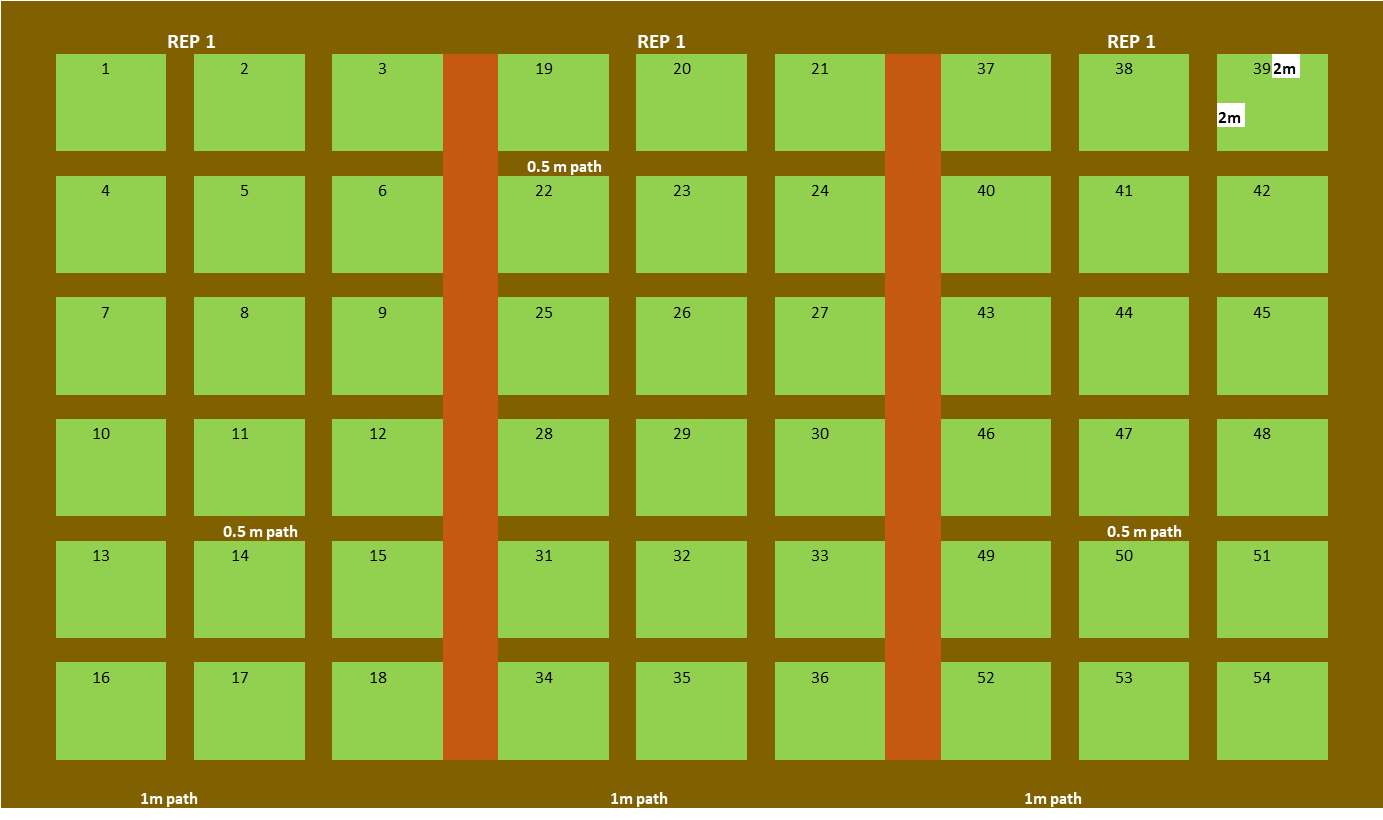 REP 1 REP 1 REP 1
1 2 3 19 20 21 37 38 39 2m
2m
0.5 m path
4 5 6 22 23 24 40 41 42
7 8 9 25 26 27 43 44 45
10 11 12 28 29 30 46 47 48
0.5 m path 0.5 m path
13 14 15 31 32 33 49 50 51
16 17 18 34 35 36 52 53 54
1m path 1m path 1m path